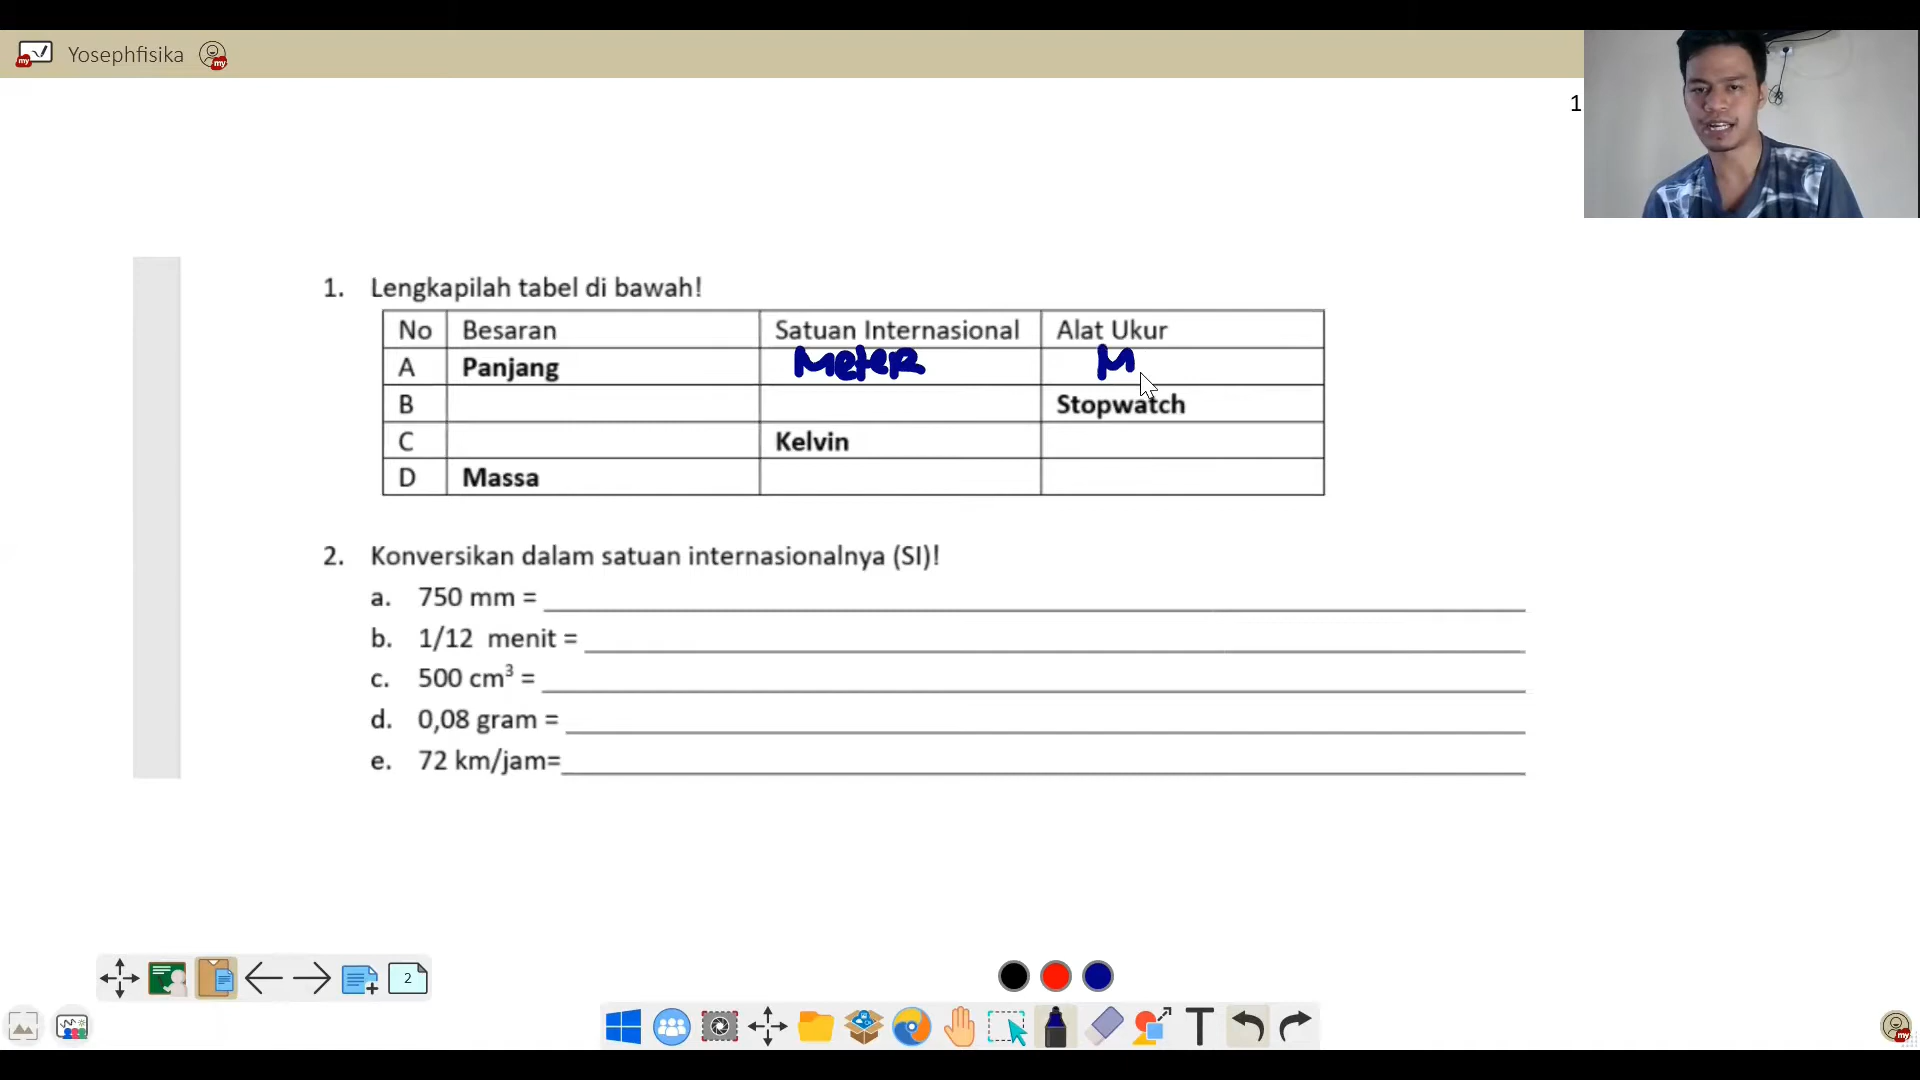 Yosephfisika
1
1. Lengkapilah tabel di bawah!
No Besaran Satuan Internasional Alat Ukur
A Panjang Meter M
B Stopwatch
C Kelvin
D Massa
2. Konversikan dalam satuan internasionalnya (SI)!
a. 750 mm =
b. 1/12 menit =
c. 500 cm³ =
d. 0,08 gram =
e. 72 km/jam=
2